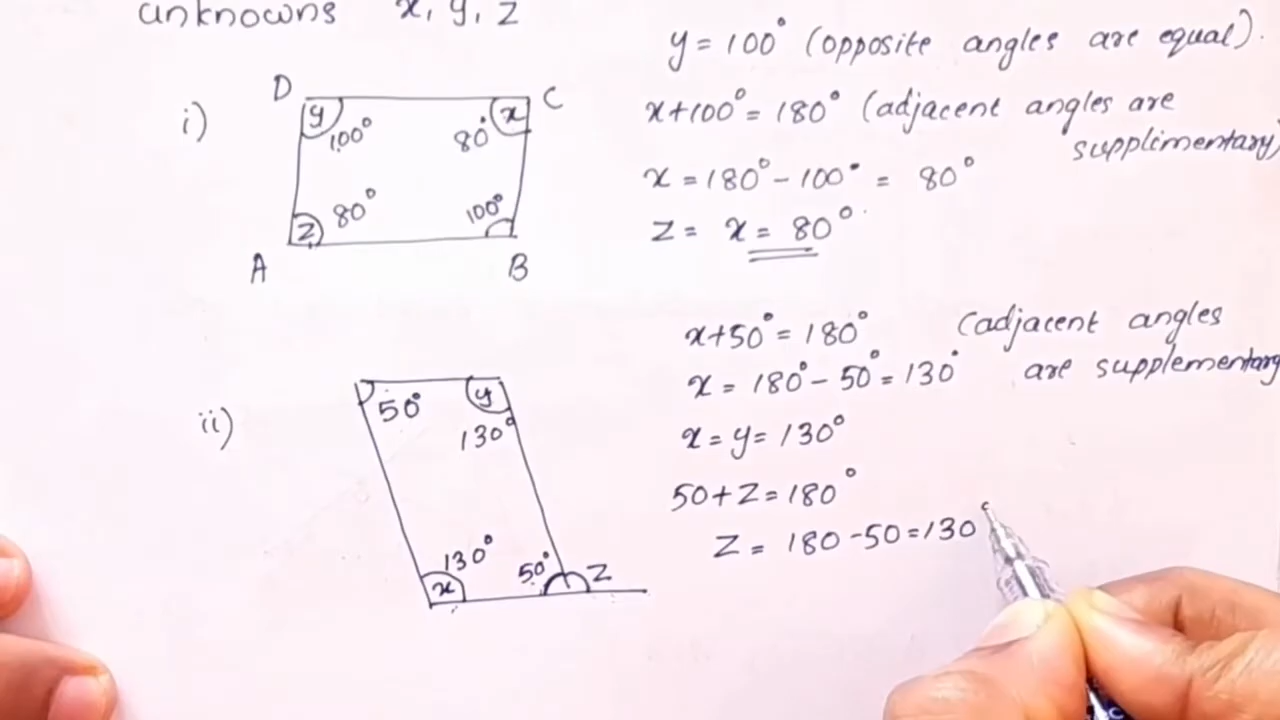 unknowns x, y, z
i)
D
C
y
100°
80°
x
z
80°
100°
A
B
y = 100° (opposite angles are equal).
x+100° = 180° (adjacent angles are
supplimentary)
x = 180° - 100° = 80°
z = x = 80°
ii)
50°
y
130°
130°
x
50°
z
x+50° = 180° (adjacent angles
x = 180° - 50° = 130° are supplementary
x = y = 130°
50+z = 180°
z = 180 - 50 = 130°